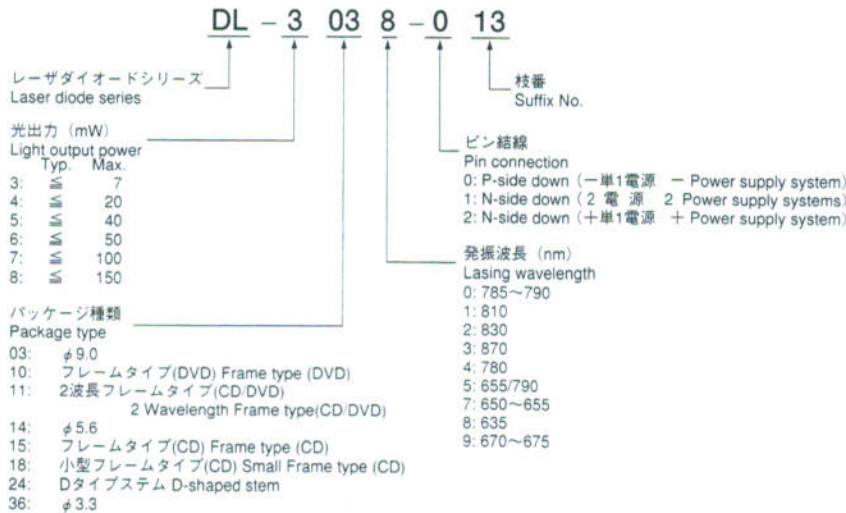 DL - 3 03 8 - 0 13
レーザダイオードシリーズ
Laser diode series
光出力 (mW)
Light output power
Typ. Max.
3: ≦ 7
4: ≦ 20
5: ≦ 40
6: ≦ 50
7: ≦ 100
8: ≦ 150
パッケージ種類
Package type
03: φ9.0
10: フレームタイプ(DVD) Frame type (DVD)
11: 2波長フレームタイプ(CD/DVD)
2 Wavelength Frame type(CD/DVD)
14: φ5.6
15: フレームタイプ(CD) Frame type (CD)
18: 小型フレームタイプ(CD) Small Frame type (CD)
24: Dタイプステム D-shaped stem
36: φ3.3
枝番
Suffix No.
ピン結線
Pin connection
0: P-side down (－単1電源 － Power supply system)
1: N-side down (2 電 源 2 Power supply systems)
2: N-side down (＋単1電源 ＋ Power supply system)
発振波長 (nm)
Lasing wavelength
0: 785～790
1: 810
2: 830
3: 870
4: 780
5: 655/790
7: 650～655
8: 635
9: 670～675